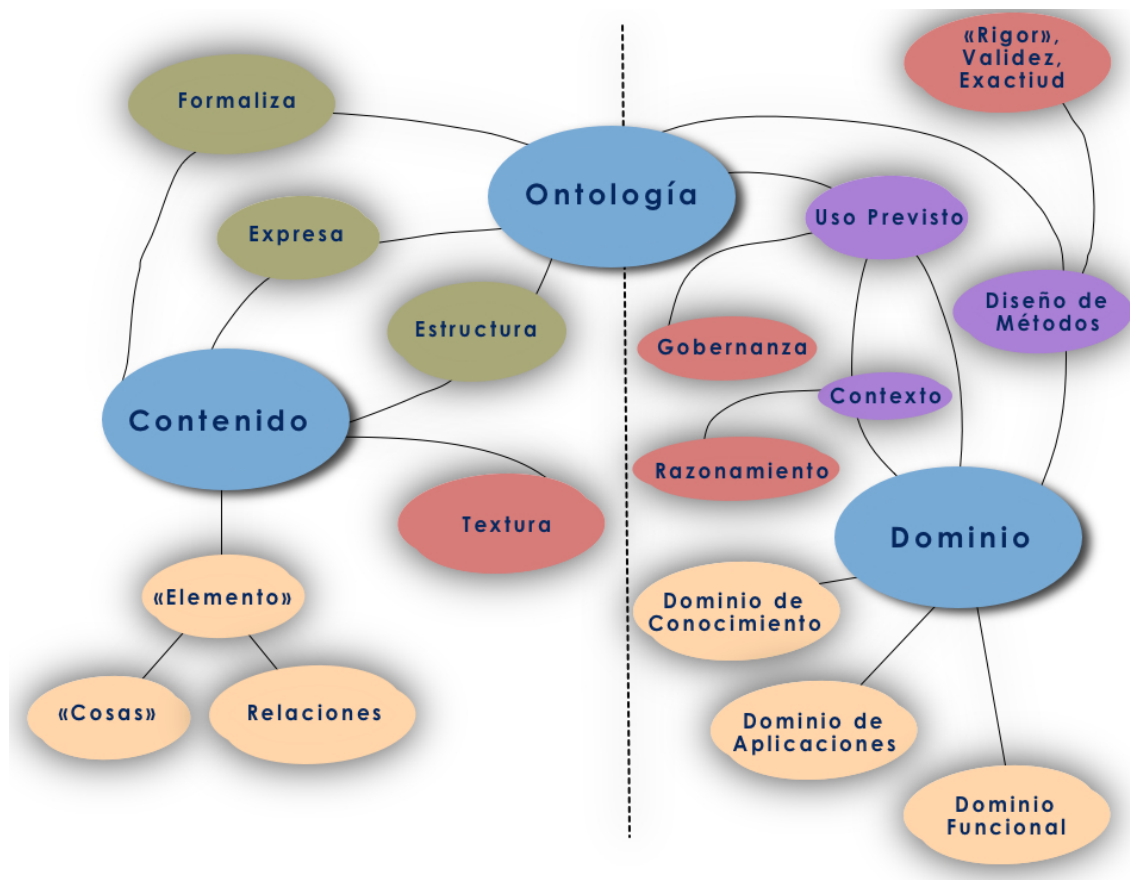 «Rigor»,
Validez,
Exactiud
Formaliza
Ontología
Uso Previsto
Expresa
Diseño de
Métodos
Estructura
Gobernanza
Contexto
Contenido
Razonamiento
Textura
Dominio
«Elemento»
Dominio de
Conocimiento
«Cosas»
Relaciones
Dominio de
Aplicaciones
Dominio
Funcional